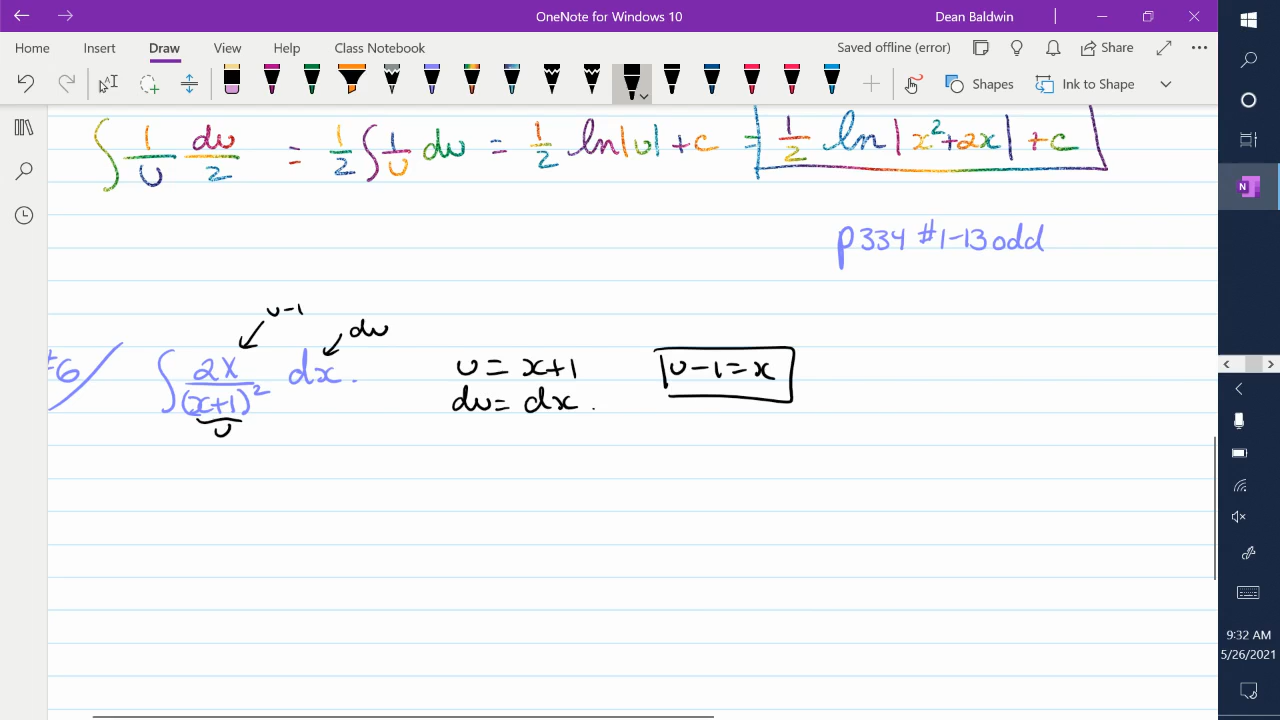 OneNote for Windows 10
Dean Baldwin
Home Insert Draw View Help Class Notebook
Saved offline (error)
Share
Shapes
Ink to Shape
∫ 1/u du/2 = 1/2 ∫ 1/u du = 1/2 ln|u| + c = 1/2 ln|x²+2x| + c
p334 #1-13 odd
u-1
du
#6 ∫ 2x/(x+1)² dx.
u
u = x+1
du = dx.
u-1=x
9:32 AM
5/26/2021